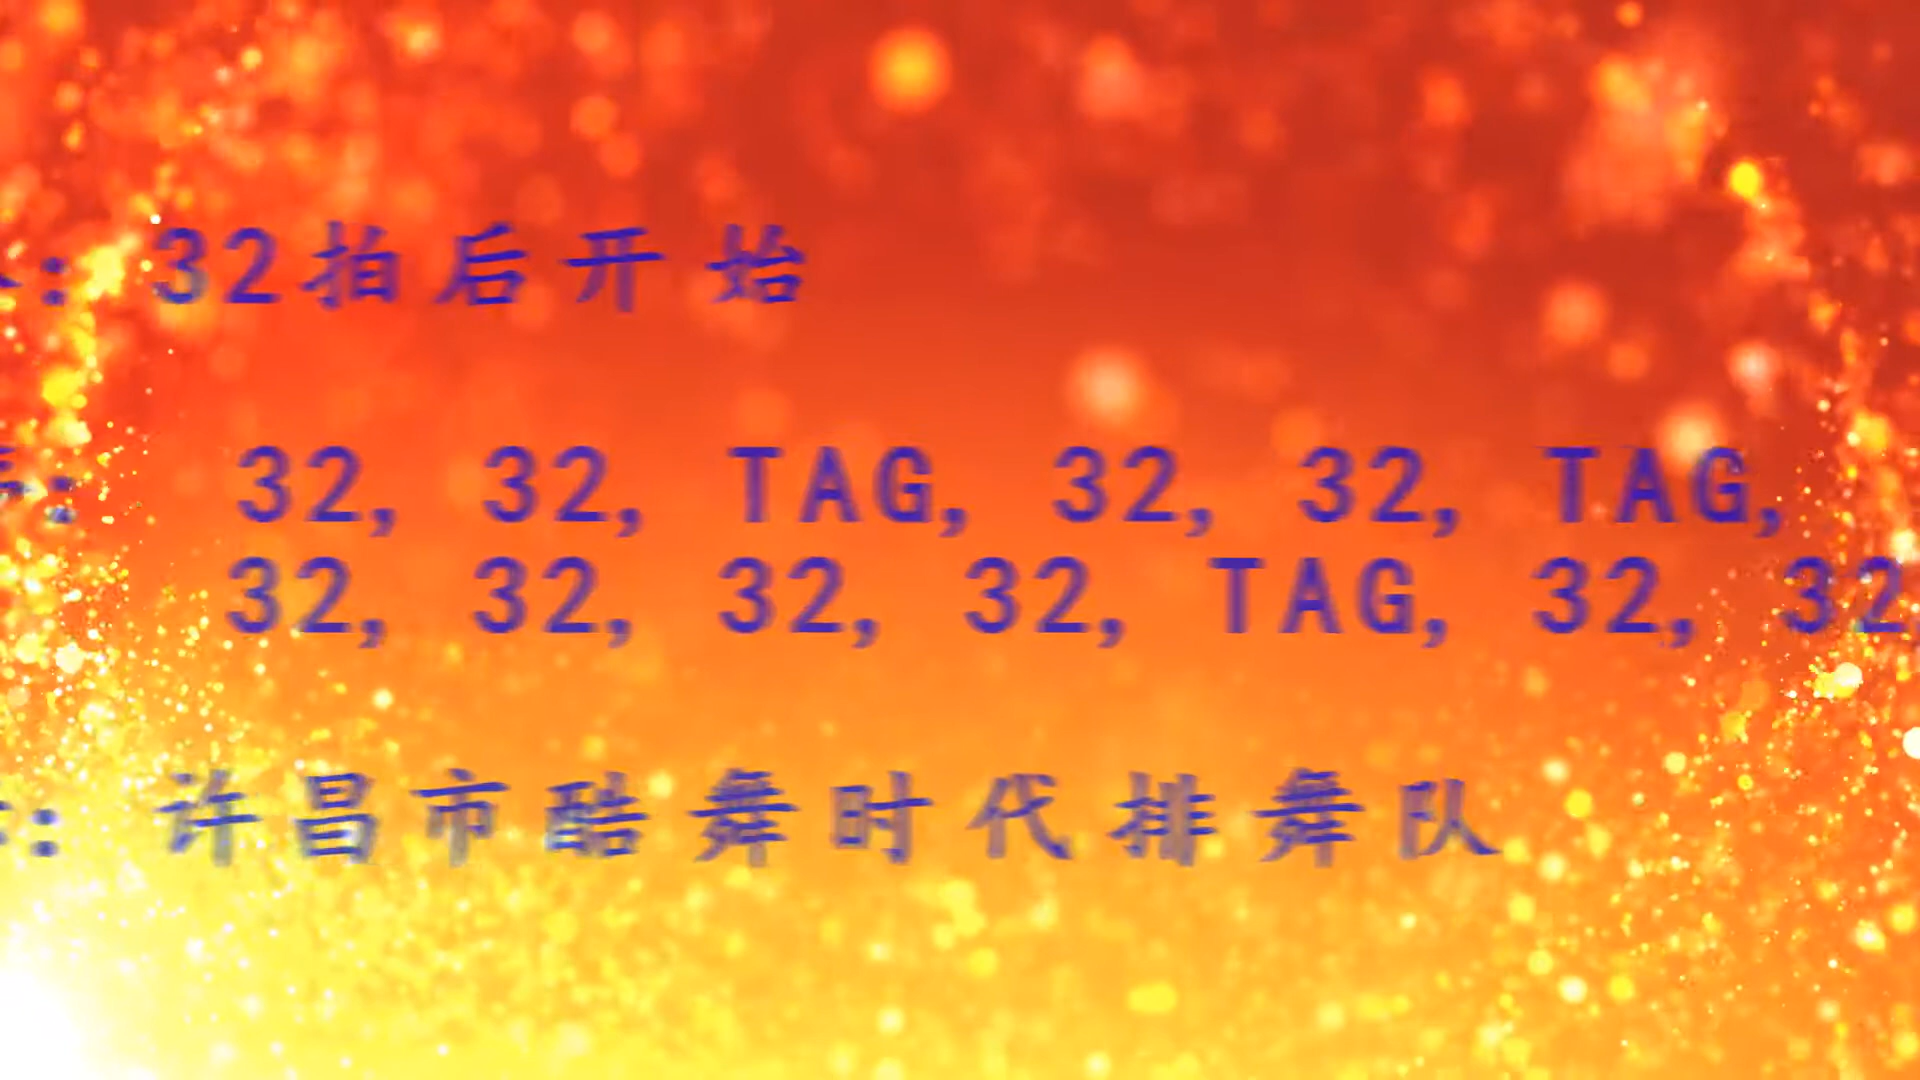 : 32拍后开始
: 32, 32, TAG, 32, 32, TAG,
32, 32, 32, 32, TAG, 32, 32,
: 许昌市酷舞时代排舞队